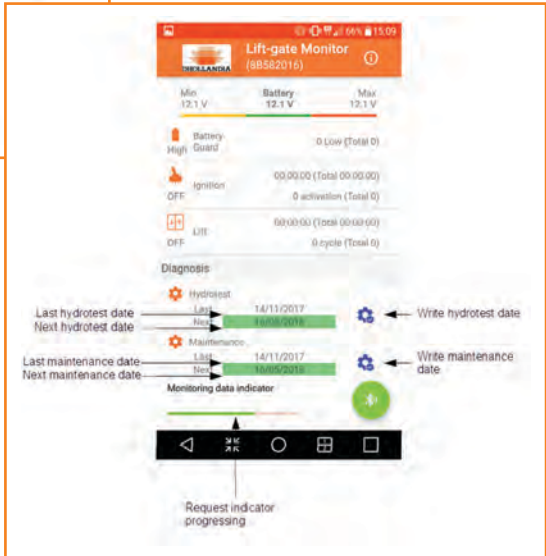 66% 15:09
DHOLLANDIA
Lift-gate Monitor
(8B582016)
Min Battery Max
12.1 V 12.1 V 12.1 V
Battery Guard
High
0 Low (Total 0)
Ignition
OFF
00:00:00 (Total 00:00:00)
0 activation (Total 0)
Lift
OFF
00:00:00 (Total 00:00:00)
0 cycle (Total 0)
Diagnosis
Hydrotest
Last hydrotest date
Last 14/11/2017
Write hydrotest date
Next hydrotest date
Next
Maintenance
Last maintenance date
Last 14/11/2017
Write maintenance
date
Next maintenance date
Next 16/05/2018
Monitoring data indicator
Request indicator
progressing